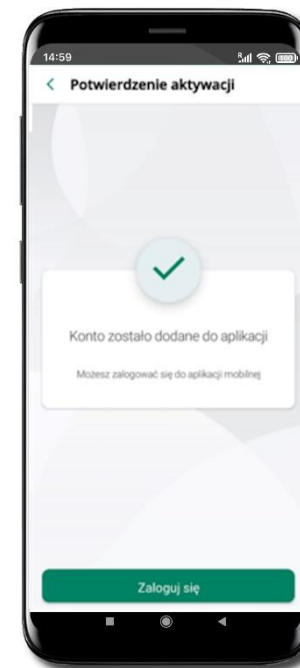 14:59
Potwierdzenie aktywacji
Konto zostało dodane do aplikacji
Możesz zalogować się do aplikacji mobilnej
Zaloguj się